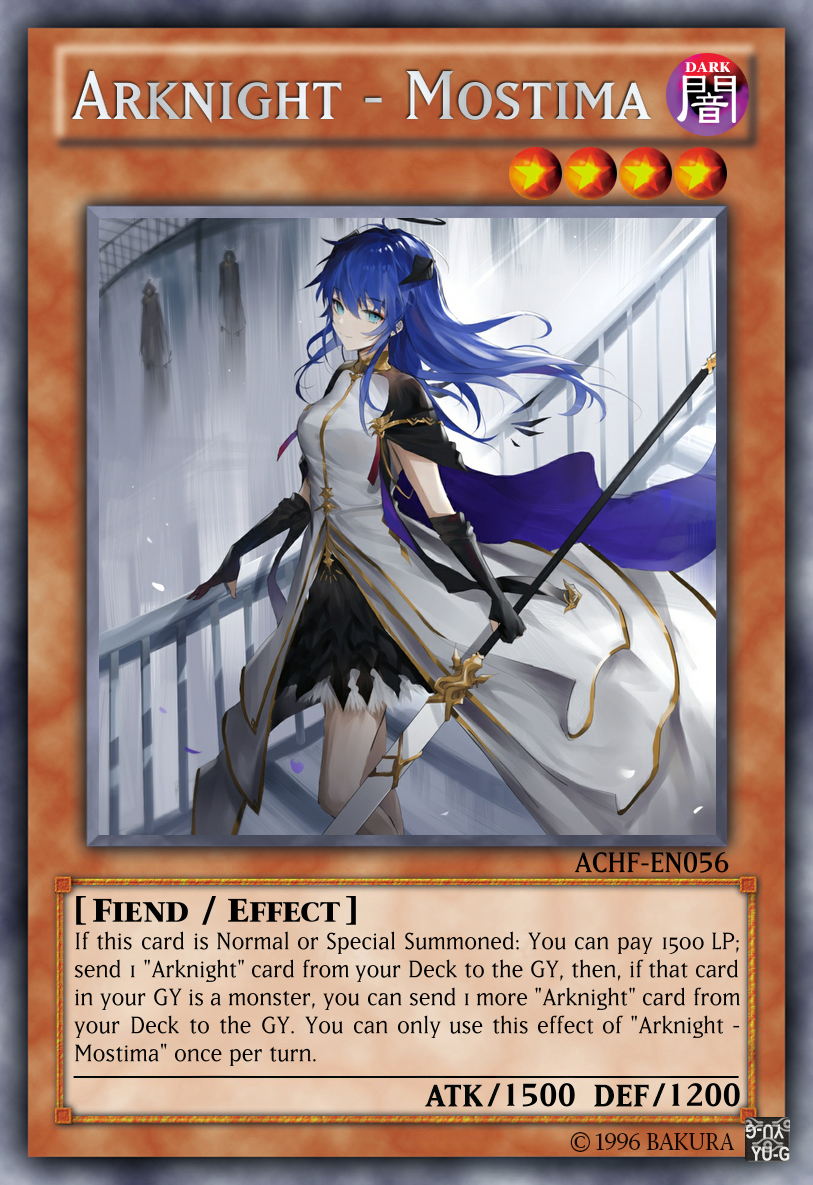 Arknight - Mostima
DARK
闇
ACHF-EN056
[ Fiend / Effect ]
If this card is Normal or Special Summoned: You can pay 1500 LP;
send 1 "Arknight" card from your Deck to the GY, then, if that card
in your GY is a monster, you can send 1 more "Arknight" card from
your Deck to the GY. You can only use this effect of "Arknight -
Mostima" once per turn.
ATK/1500 DEF/1200
© 1996 BAKURA
YU-G
YU-G